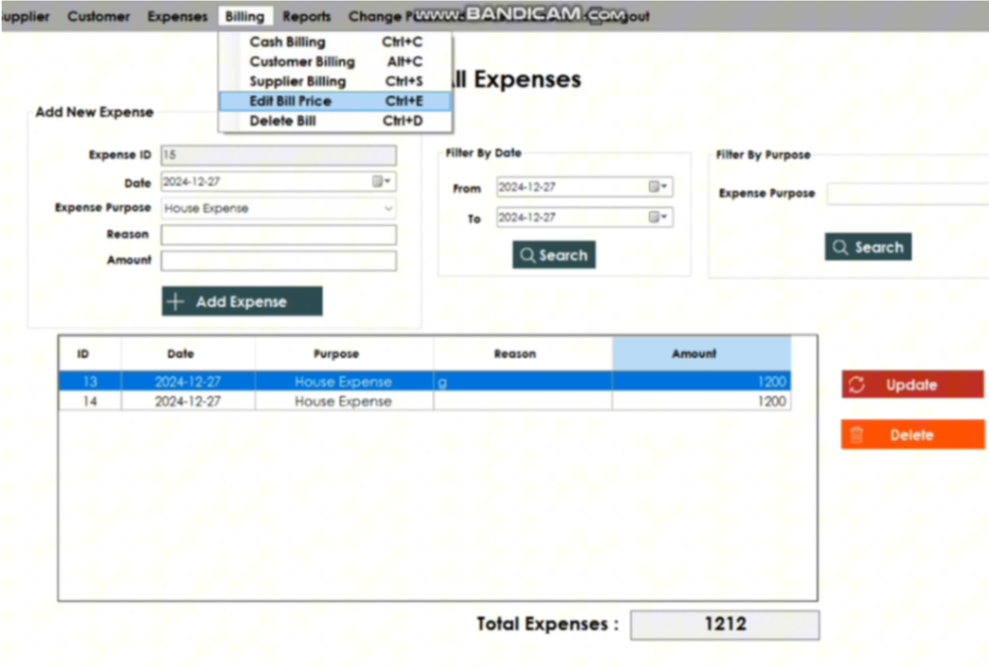 upplier Customer Expenses Billing Reports Change P www.BANDICAM.COM gout
Cash Billing Ctrl+C
Customer Billing Alt+C
Supplier Billing Ctrl+S
Edit Bill Price Ctrl+E
Delete Bill Ctrl+D
ll Expenses
Add New Expense
Expense ID 15
Date 2024-12-27
Expense Purpose House Expense
Reason
Amount
Add Expense
Filter By Date
From 2024-12-27
To 2024-12-27
Search
Filter By Purpose
Expense Purpose
Search
ID Date Purpose Reason Amount
13 2024-12-27 House Expense g 1200
14 2024-12-27 House Expense 1200
Update
Delete
Total Expenses : 1212